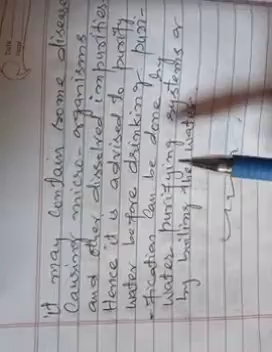 it may contain some disease
Causing micro-organisms
and other dissolved impurities.
Hence it is advised to purify
water before drinking. puri-
-fication can be done by
water purifying systems or
by boiling the water.